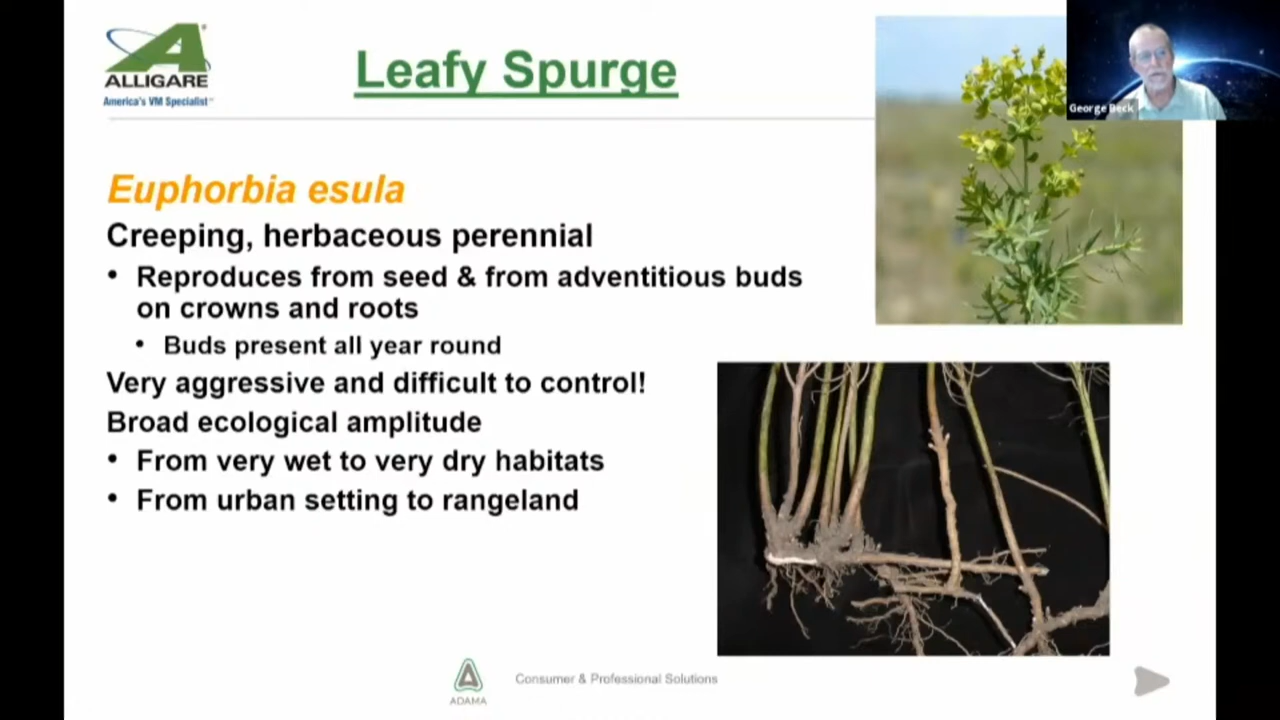 ALLIGARE
America's VM Specialist
Leafy Spurge
George Beck
Euphorbia esula
Creeping, herbaceous perennial
• Reproduces from seed & from adventitious buds
on crowns and roots
• Buds present all year round
Very aggressive and difficult to control!
Broad ecological amplitude
• From very wet to very dry habitats
• From urban setting to rangeland
ADAMA
Consumer & Professional Solutions